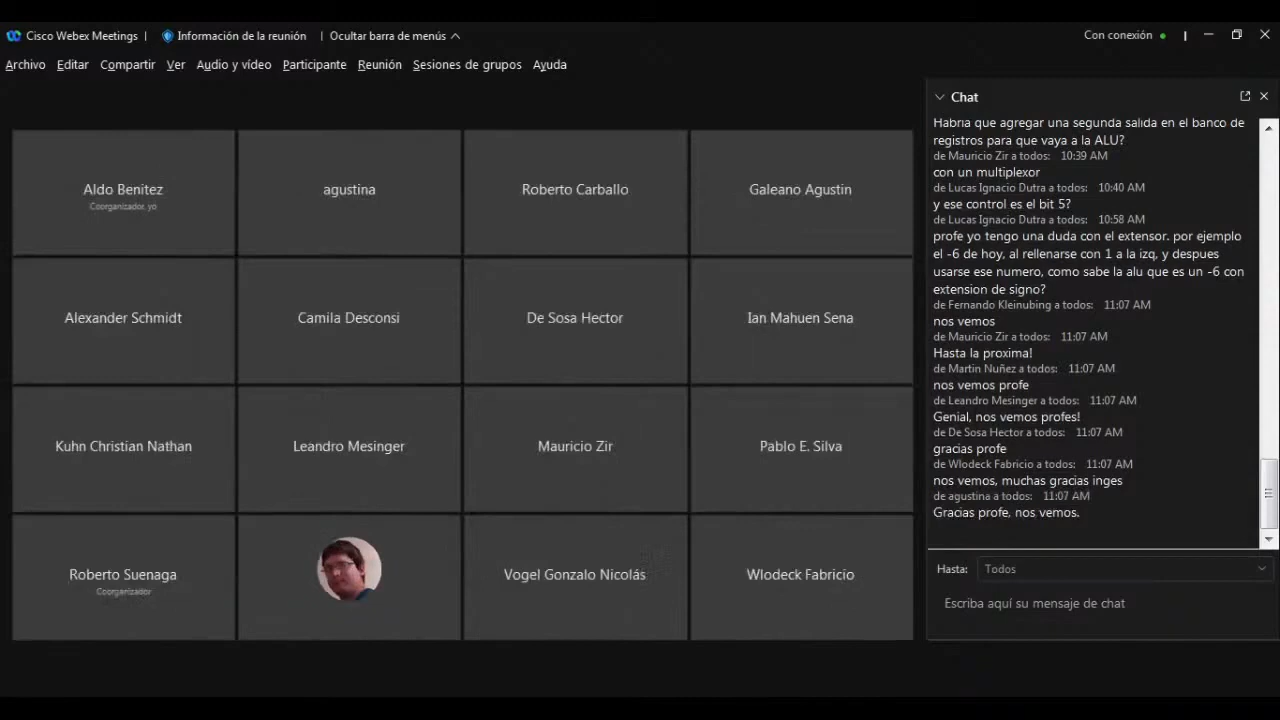 Cisco Webex Meetings | Información de la reunión | Ocultar barra de menús
Con conexión
Archivo Editar Compartir Ver Audio y vídeo Participante Reunión Sesiones de grupos Ayuda
Aldo Benitez
Coorganizador, yo
agustina
Roberto Carballo
Galeano Agustin
Alexander Schmidt
Camila Desconsi
De Sosa Hector
Ian Mahuen Sena
Kuhn Christian Nathan
Leandro Mesinger
Mauricio Zir
Pablo E. Silva
Roberto Suenaga
Coorganizador
Vogel Gonzalo Nicolás
Wlodeck Fabricio
Chat
Habria que agregar una segunda salida en el banco de
registros para que vaya a la ALU?
de Mauricio Zir a todos: 10:39 AM
con un multiplexor
de Lucas Ignacio Dutra a todos: 10:40 AM
y ese control es el bit 5?
de Lucas Ignacio Dutra a todos: 10:58 AM
profe yo tengo una duda con el extensor. por ejemplo
el -6 de hoy, al rellenarse con 1 a la izq, y despues
usarse ese numero, como sabe la alu que es un -6 con
extension de signo?
de Fernando Kleinubing a todos: 11:07 AM
nos vemos
de Mauricio Zir a todos: 11:07 AM
Hasta la proxima!
de Martin Nuñez a todos: 11:07 AM
nos vemos profe
de Leandro Mesinger a todos: 11:07 AM
Genial, nos vemos profes!
de De Sosa Hector a todos: 11:07 AM
gracias profe
de Wlodeck Fabricio a todos: 11:07 AM
nos vemos, muchas gracias inges
de agustina a todos: 11:07 AM
Gracias profe, nos vemos.
Hasta: Todos
Escriba aquí su mensaje de chat